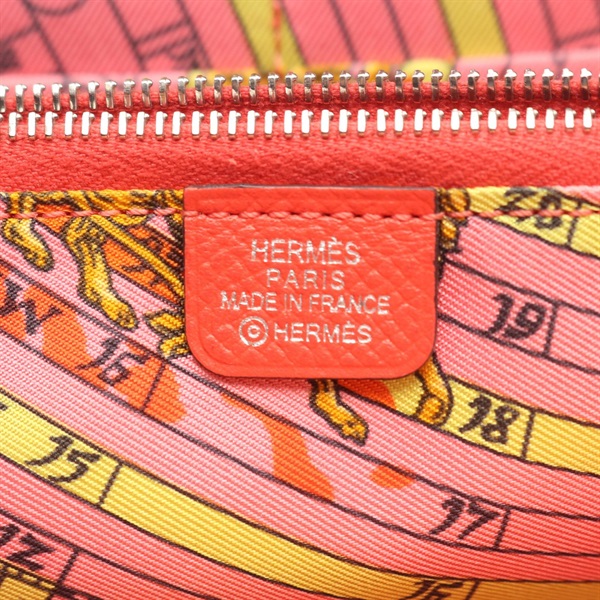 HERMÈS
PARIS
MADE IN FRANCE
© HERMÈS
20
19
16
18
15
17